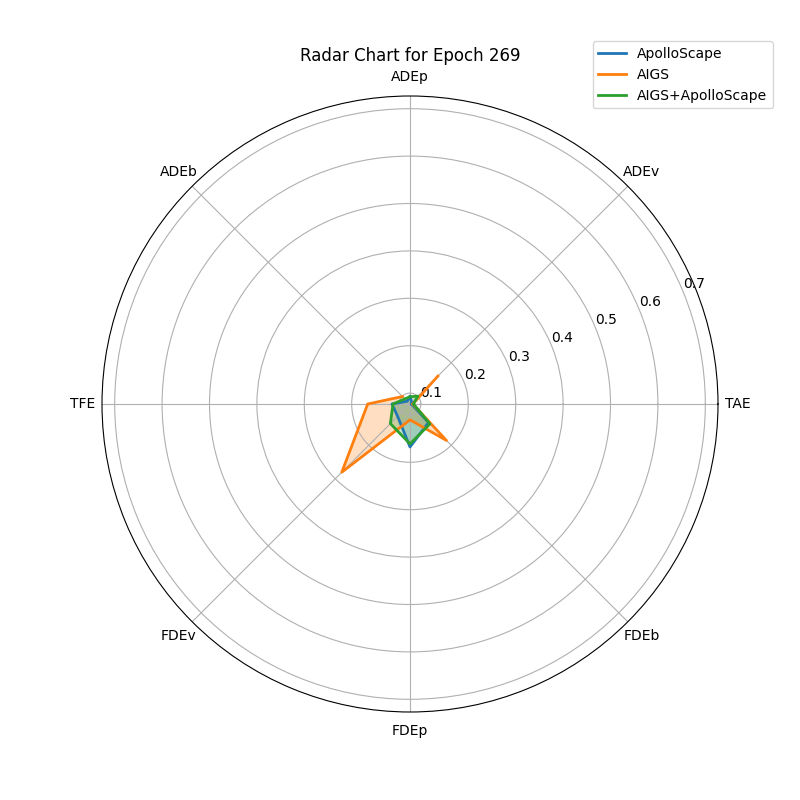 Radar Chart for Epoch 269
ApolloScape
AIGS
AIGS+ApolloScape
ADEp
ADEb
ADEv
0.7
0.6
0.5
0.4
0.3
0.2
0.1
TFE
TAE
FDEv
FDEb
FDEp